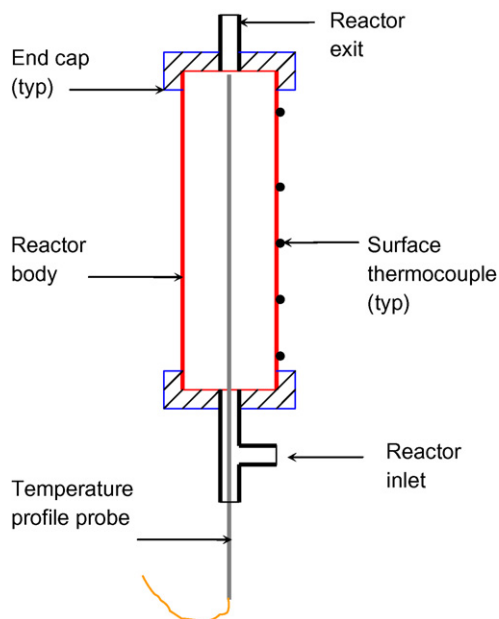 Reactor
exit
End cap
(typ)
Reactor
body
Surface
thermocouple
(typ)
Reactor
inlet
Temperature
profile probe